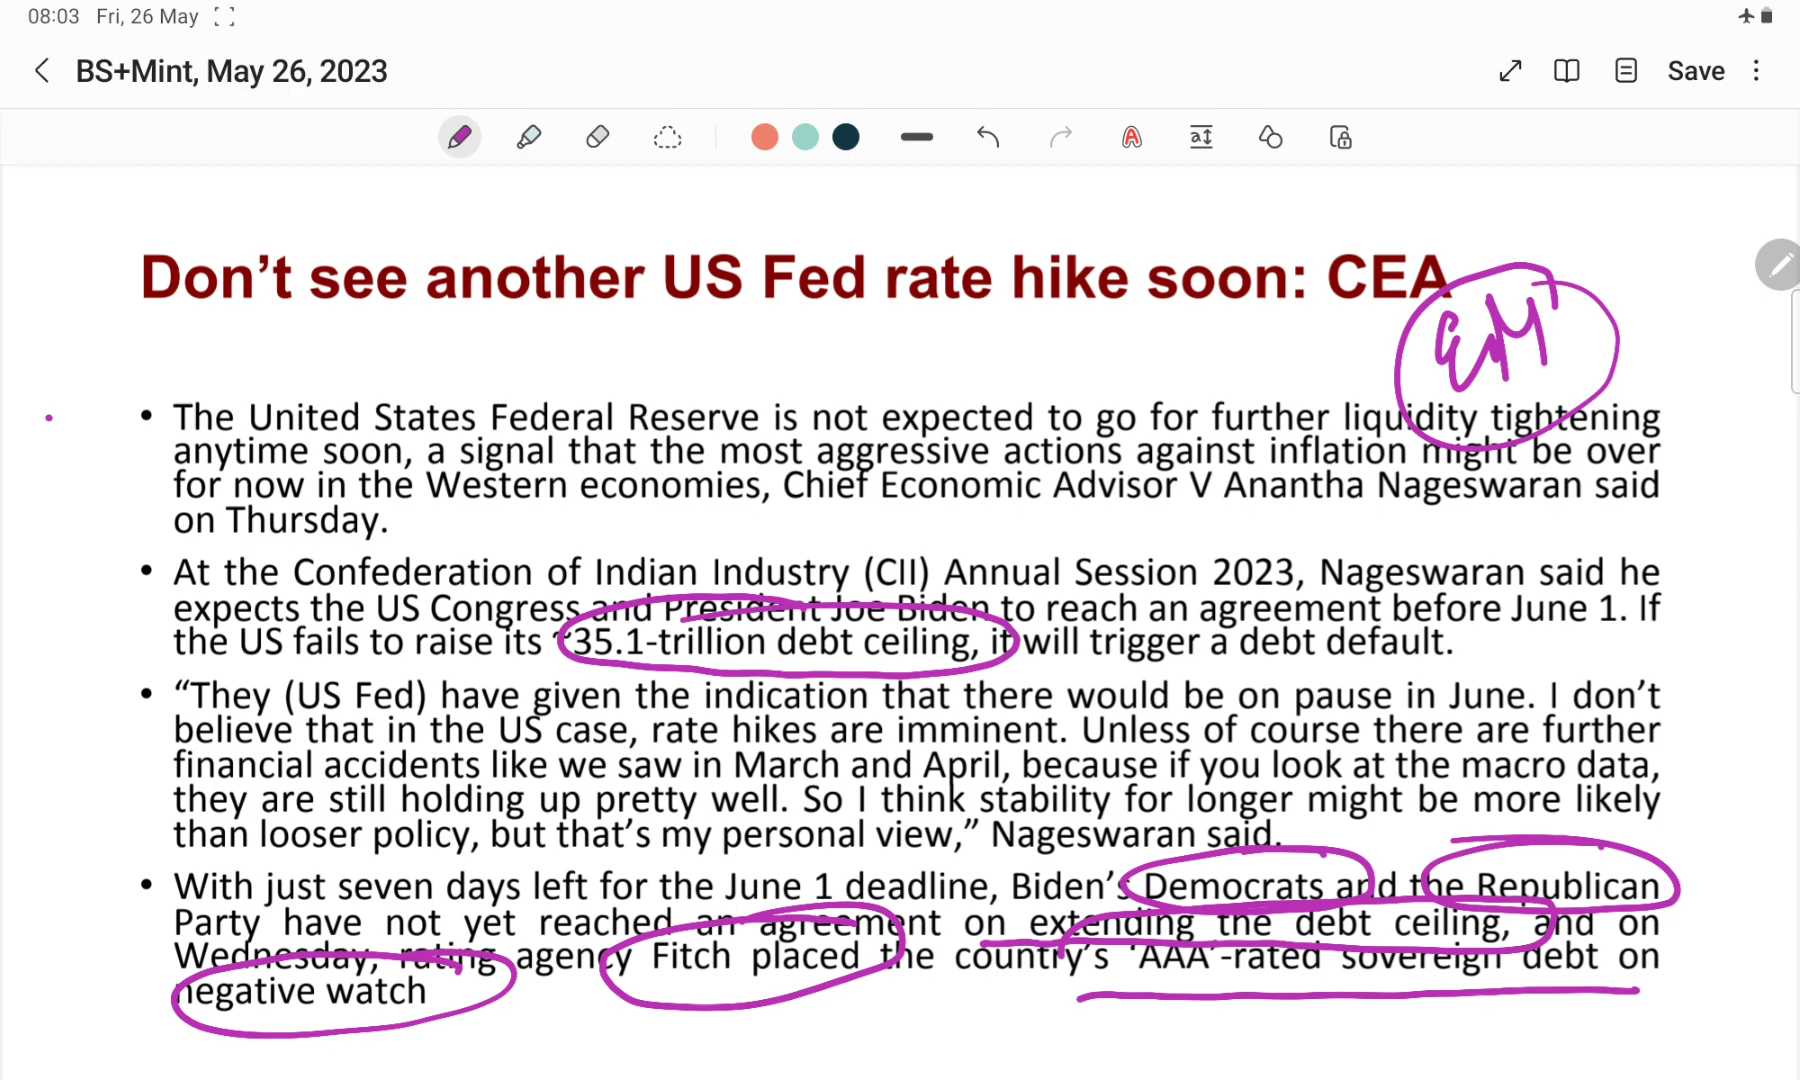 08:03 Fri, 26 May
BS+Mint, May 26, 2023
Save
Don't see another US Fed rate hike soon: CEA
EM
• The United States Federal Reserve is not expected to go for further liquidity tightening
anytime soon, a signal that the most aggressive actions against inflation might be over
for now in the Western economies, Chief Economic Advisor V Anantha Nageswaran said
on Thursday.
• At the Confederation of Indian Industry (CII) Annual Session 2023, Nageswaran said he
expects the US Congress and President Joe Biden to reach an agreement before June 1. If
the US fails to raise its ~35.1-trillion debt ceiling, it will trigger a debt default.
• “They (US Fed) have given the indication that there would be on pause in June. I don’t
believe that in the US case, rate hikes are imminent. Unless of course there are further
financial accidents like we saw in March and April, because if you look at the macro data,
they are still holding up pretty well. So I think stability for longer might be more likely
than looser policy, but that’s my personal view,” Nageswaran said.
• With just seven days left for the June 1 deadline, Biden’s Democrats and the Republican
Party have not yet reached an agreement on extending the debt ceiling, and on
Wednesday, rating agency Fitch placed the country’s ‘AAA’-rated sovereign debt on
negative watch